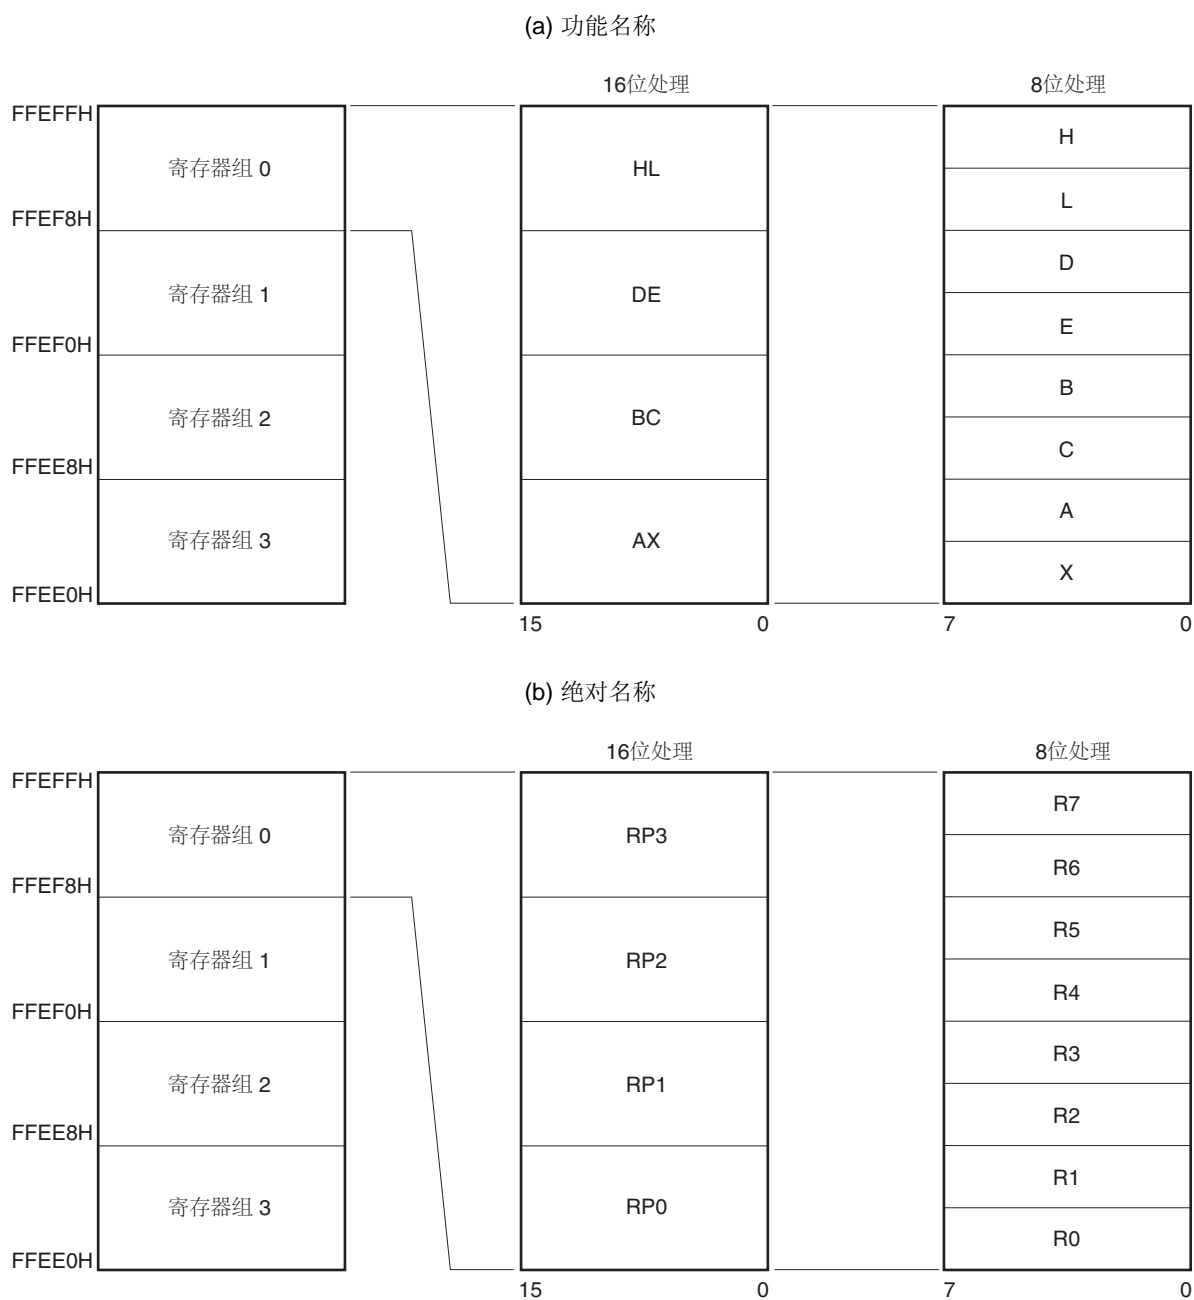 (a) 功能名称
16位处理
8位处理
FFEFFH
寄存器组 0
HL
H
L
FFEF8H
寄存器组 1
DE
D
E
FFEF0H
寄存器组 2
BC
B
C
FFEE8H
寄存器组 3
AX
A
X
FFEE0H
15
0
7
0
(b) 绝对名称
16位处理
8位处理
FFEFFH
寄存器组 0
RP3
R7
R6
FFEF8H
寄存器组 1
RP2
R5
R4
FFEF0H
寄存器组 2
RP1
R3
R2
FFEE8H
寄存器组 3
RP0
R1
R0
FFEE0H
15
0
7
0